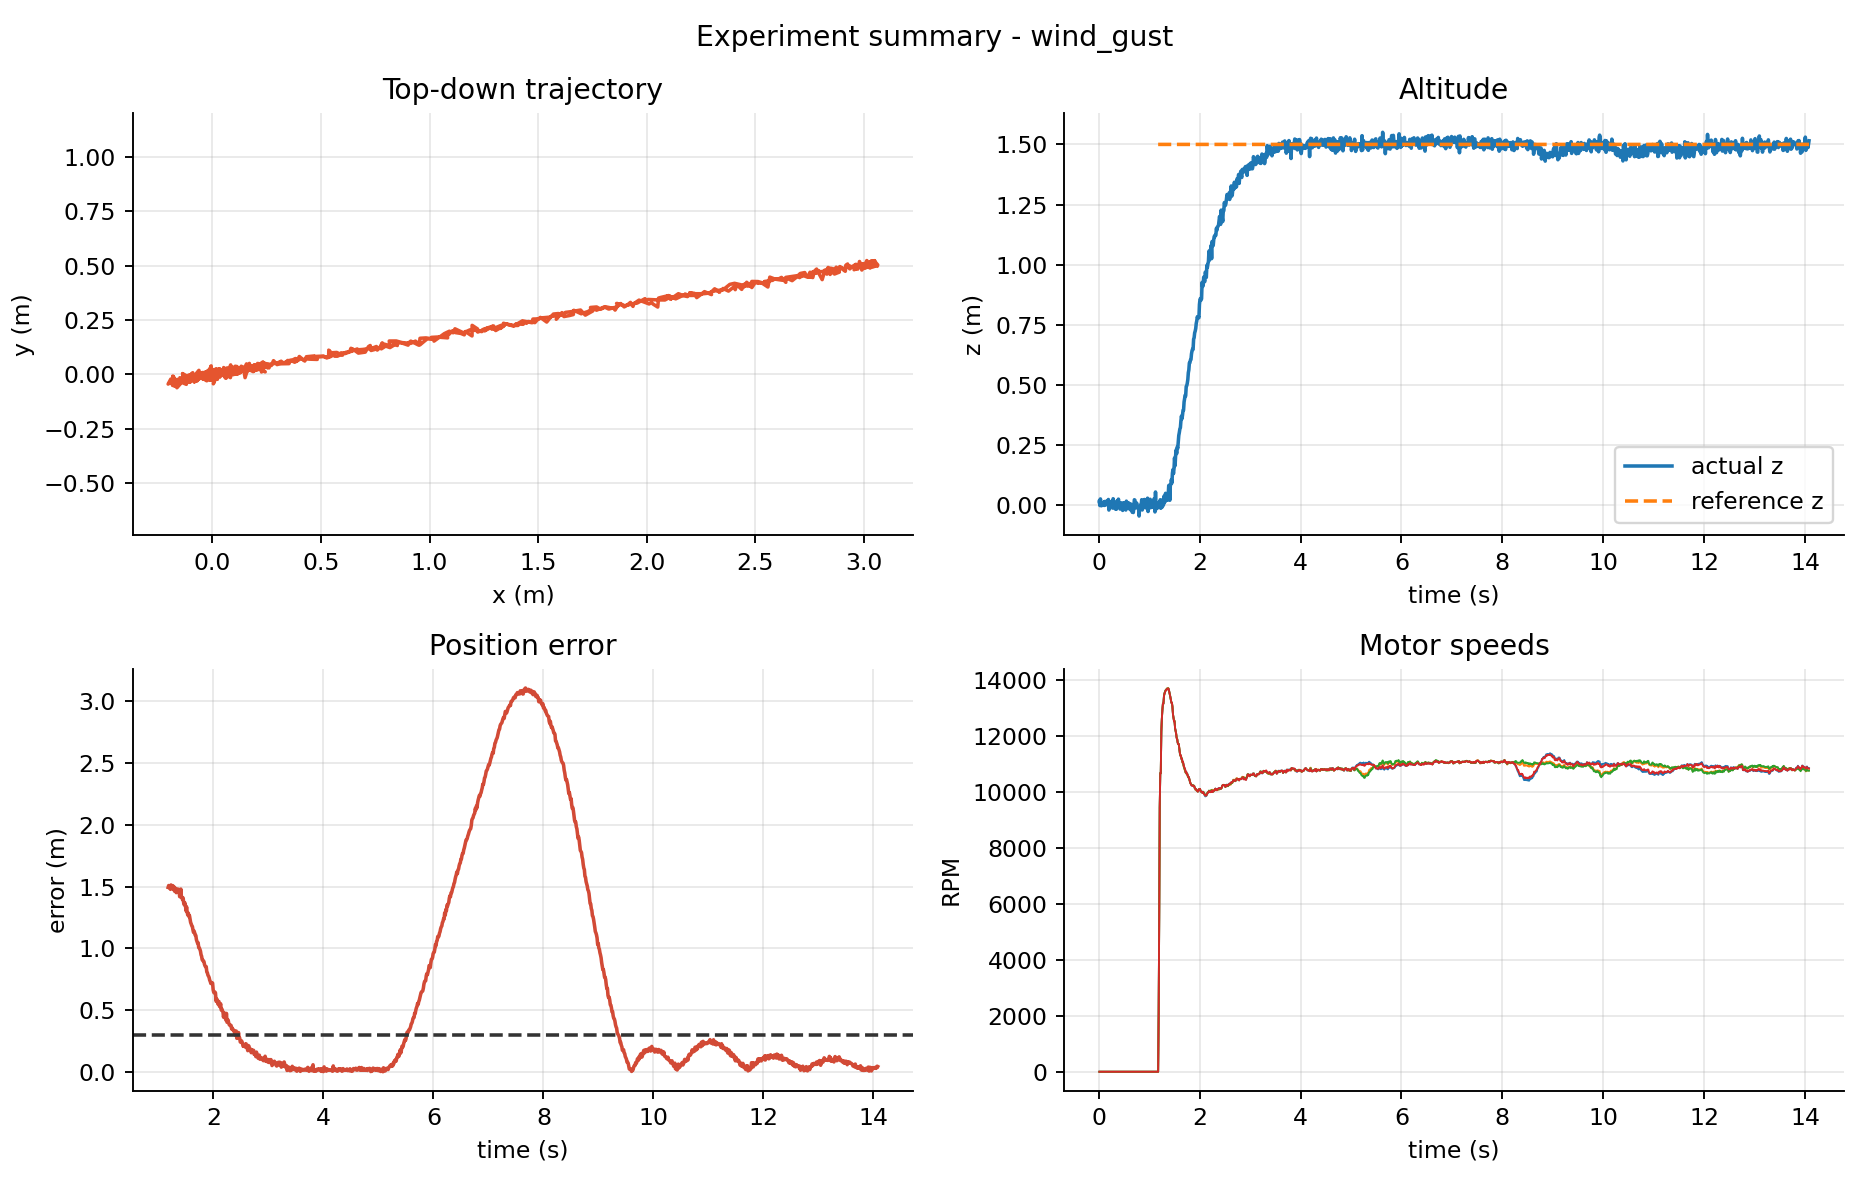 Experiment summary - wind_gust
Top-down trajectory
1.00
0.75
0.50
0.25
0.00
−0.25
−0.50
y (m)
0.0 0.5 1.0 1.5 2.0 2.5 3.0
x (m)
Altitude
1.50
1.25
1.00
0.75
0.50
0.25
0.00
z (m)
actual z
reference z
0 2 4 6 8 10 12 14
time (s)
Position error
3.0
2.5
2.0
1.5
1.0
0.5
0.0
error (m)
2 4 6 8 10 12 14
time (s)
Motor speeds
14000
12000
10000
8000
6000
4000
2000
0
RPM
0 2 4 6 8 10 12 14
time (s)